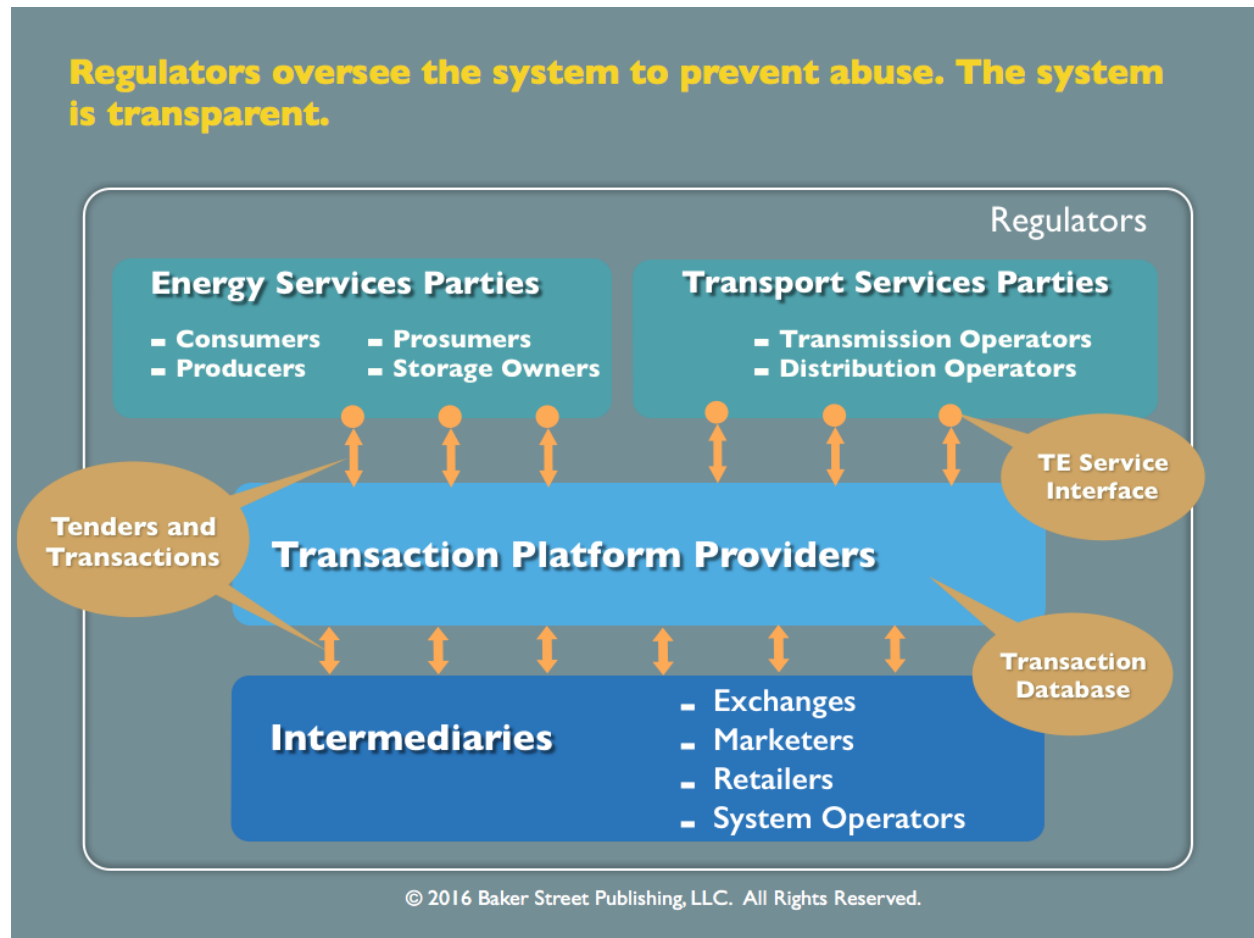 Regulators oversee the system to prevent abuse. The system
is transparent.
Regulators
Energy Services Parties
- Consumers
- Producers
- Prosumers
- Storage Owners
Transport Services Parties
- Transmission Operators
- Distribution Operators
TE Service
Interface
Tenders and
Transactions
Transaction Platform Providers
Transaction
Database
Intermediaries
- Exchanges
- Marketers
- Retailers
- System Operators
© 2016 Baker Street Publishing, LLC.  All Rights Reserved.